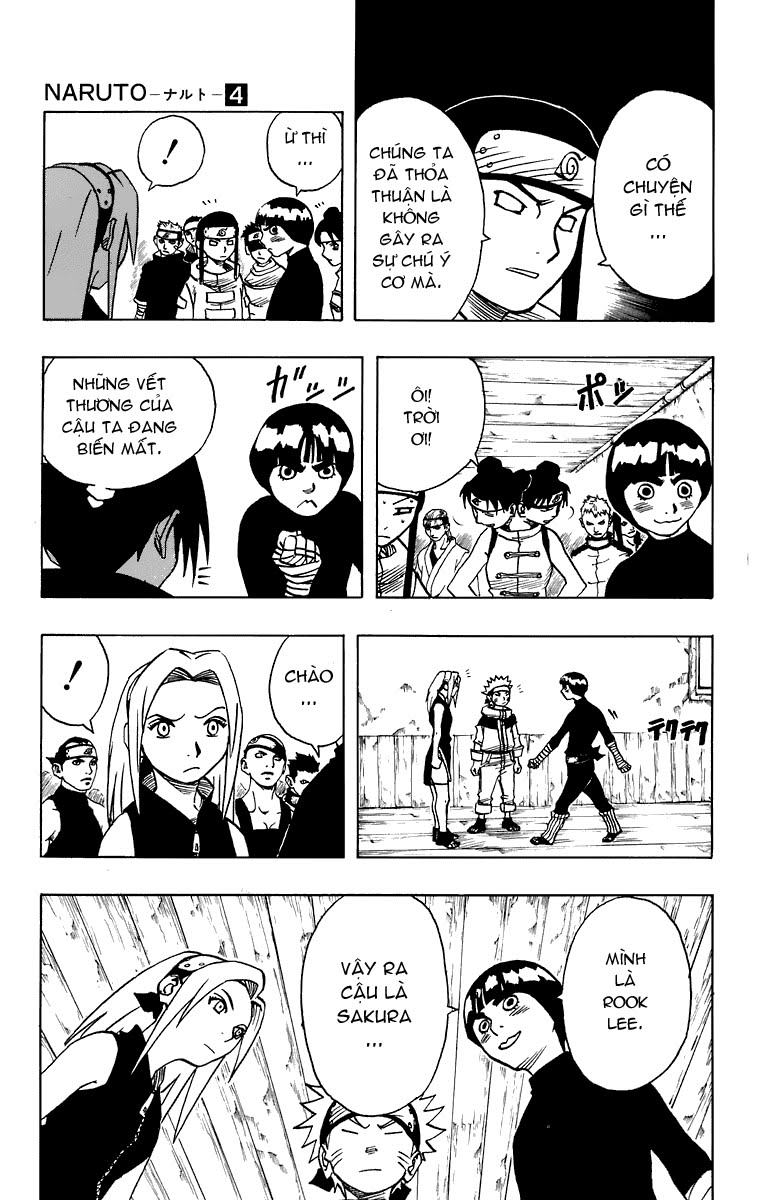 NARUTO －ナルト－ 4
CÓ
CHUYỆN
GÌ THẾ
...
CHÚNG TA
ĐÃ THỎA
THUÂN LÀ
KHÔNG
GÂY RA
SỰ CHÚ Ý
CƠ MÀ.
Ừ THÌ
...
!
ÔI!
TRỜI
ƠI!
ポッ
ガッッ
NHỮNG VẾT
THƯƠNG CỦA
CẬU TA ĐANG
BIẾN MẤT.
テクテク
CHÀO
...
!
MÌNH
LÀ
ROOK
LEE.
VẬY RA
CẬU LÀ
SAKURA
...